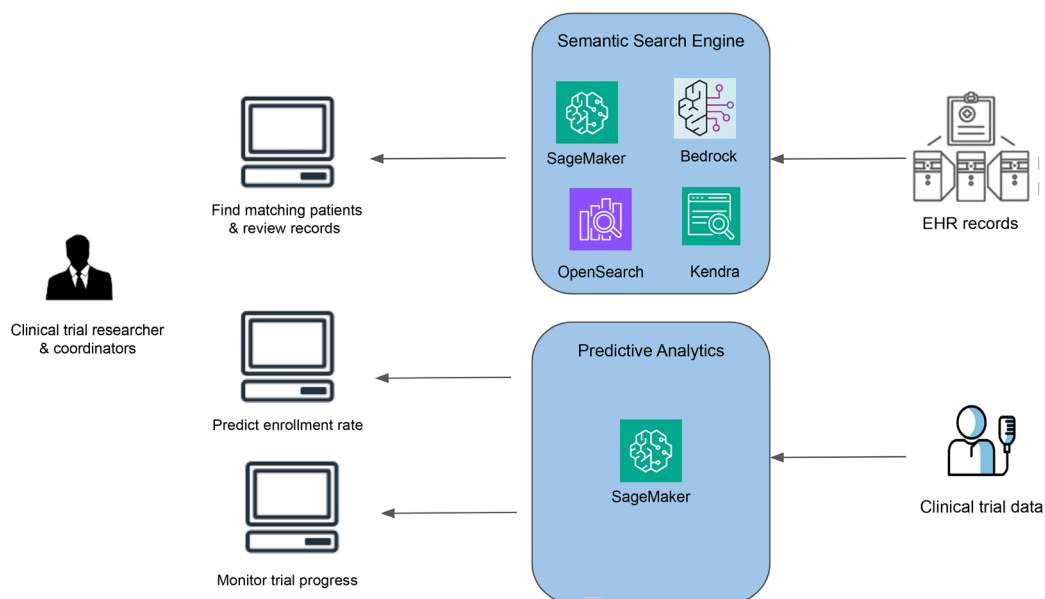 Semantic Search Engine
SageMaker
Bedrock
OpenSearch
Kendra
Find matching patients
& review records
EHR records
Clinical trial researcher
& coordinators
Predictive Analytics
SageMaker
Predict enrollment rate
Clinical trial data
Monitor trial progress